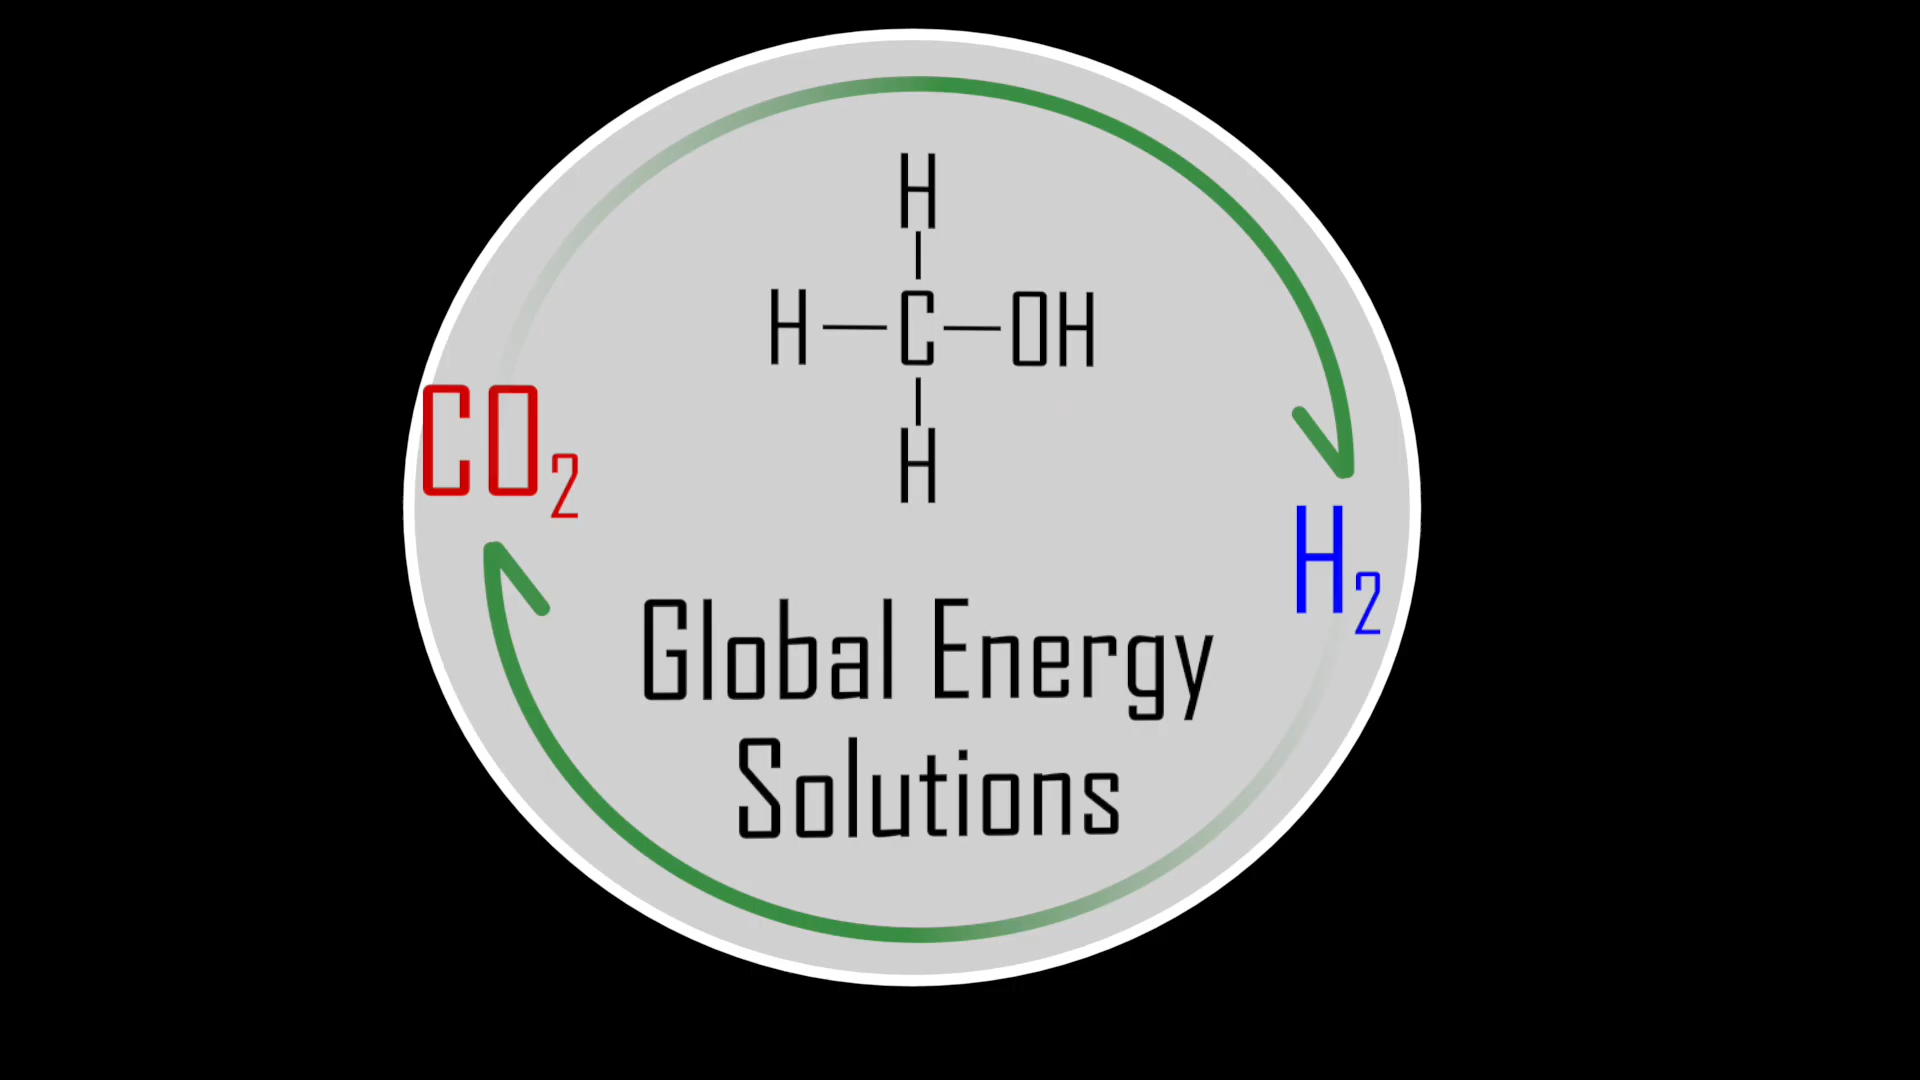 H
H—C—OH
H
CO₂
H₂
Global Energy
Solutions